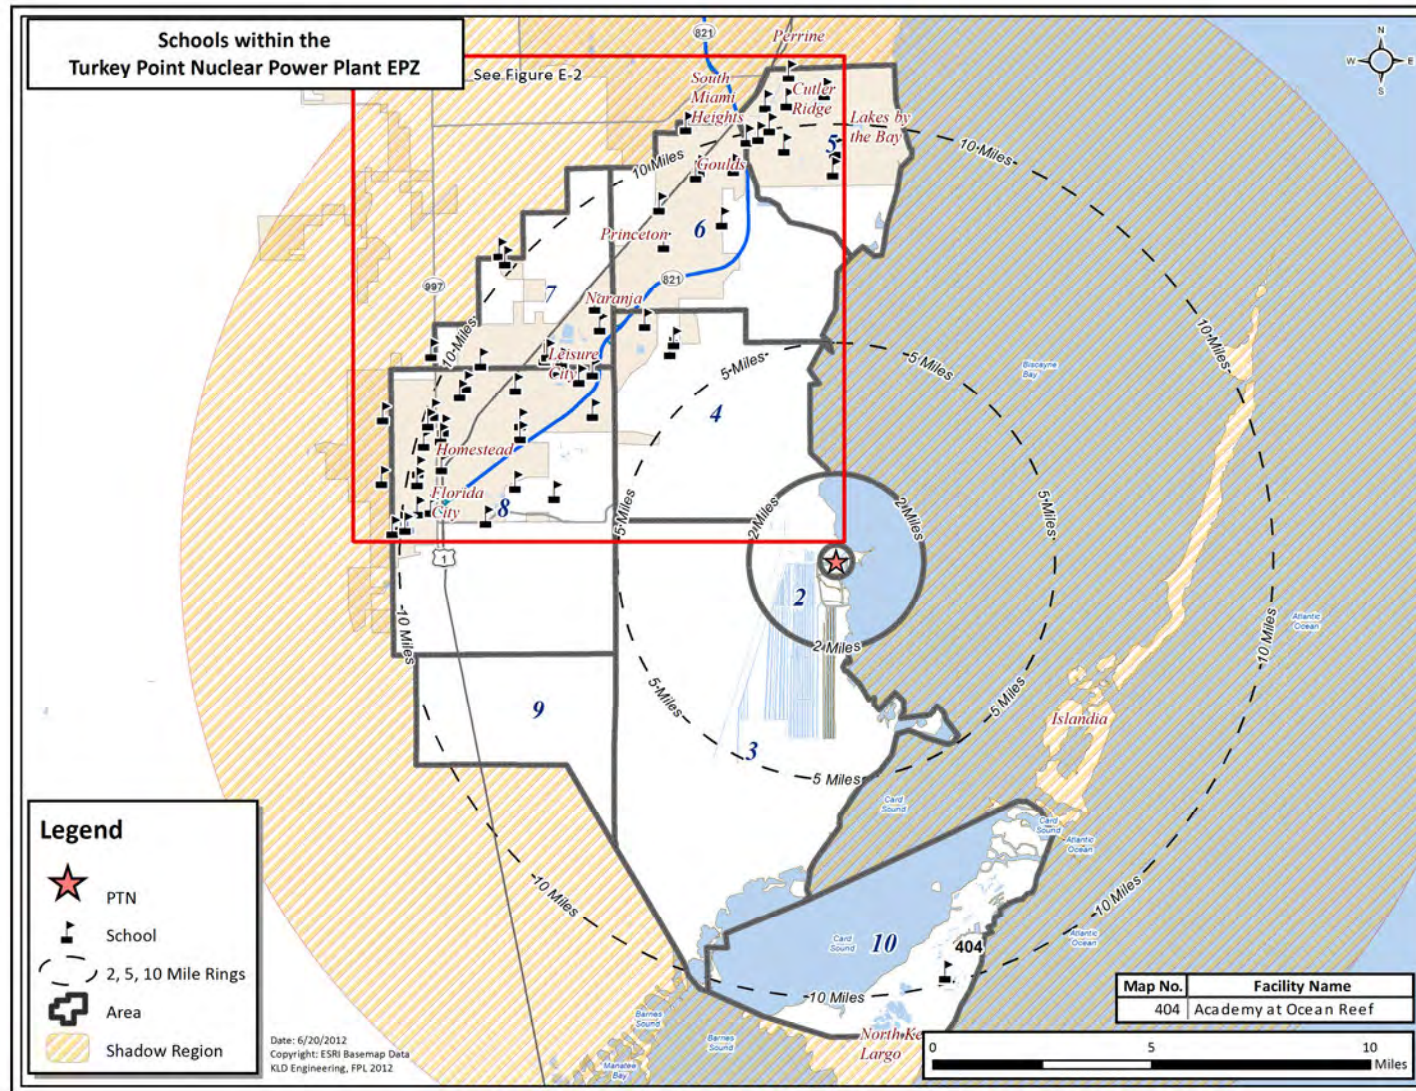 Schools within the
Turkey Point Nuclear Power Plant EPZ
See Figure E-2
821
Perrine
N
W
E
S
South
Miami
Heights
Cutler
Ridge
Lakes by
the Bay
5
10 Miles
10 Miles
Goulds
6
Princeton
821
997
7
Naranja
10 Miles
10 Miles
Leisure
City
5 Miles
5 Miles
Biscayne
Bay
4
Homestead
Florida
City
8
5 Miles
2 Miles
2 Miles
5 Miles
1
2
10 Miles
2 Miles
10 Miles
Atlantic
Ocean
5 Miles
5 Miles
9
3
Islandia
5 Miles
Card
Sound
Card
Sound
Atlantic
Ocean
10 Miles
10 Miles
Card
Sound
10
404
Atlantic
Ocean
10 Miles
Barnes
Sound
Barnes
Sound
North Ke
Largo
Manatee
Bay
Legend
PTN
School
2, 5, 10 Mile Rings
Area
Shadow Region
Date: 6/20/2012
Copyright: ESRI Basemap Data
KLD Engineering, FPL 2012
Map No. Facility Name
404 Academy at Ocean Reef
0 5 10
Miles